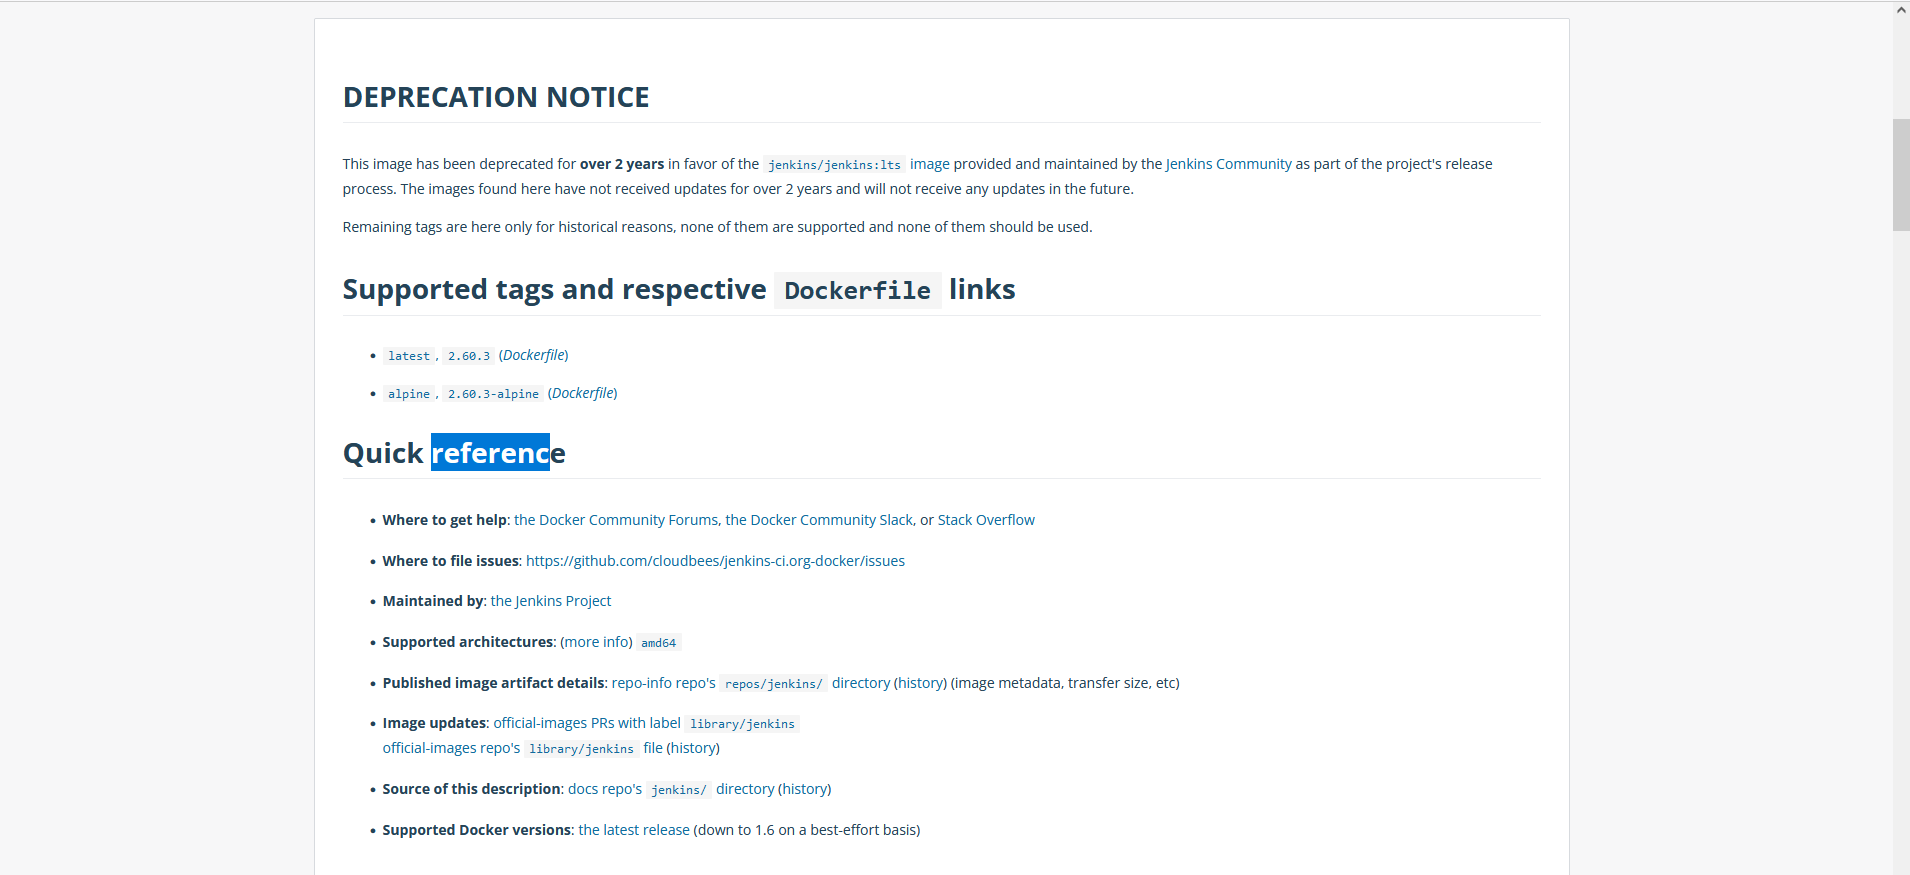 DEPRECATION NOTICE
This image has been deprecated for over 2 years in favor of the jenkins/jenkins:lts image provided and maintained by the Jenkins Community as part of the project's release
process. The images found here have not received updates for over 2 years and will not receive any updates in the future.
Remaining tags are here only for historical reasons, none of them are supported and none of them should be used.
Supported tags and respective Dockerfile links
• latest, 2.60.3 (Dockerfile)
• alpine, 2.60.3-alpine (Dockerfile)
Quick reference
• Where to get help: the Docker Community Forums, the Docker Community Slack, or Stack Overflow
• Where to file issues: https://github.com/cloudbees/jenkins-ci.org-docker/issues
• Maintained by: the Jenkins Project
• Supported architectures: (more info) amd64
• Published image artifact details: repo-info repo's repos/jenkins/ directory (history) (image metadata, transfer size, etc)
• Image updates: official-images PRs with label library/jenkins
official-images repo's library/jenkins file (history)
• Source of this description: docs repo's jenkins/ directory (history)
• Supported Docker versions: the latest release (down to 1.6 on a best-effort basis)